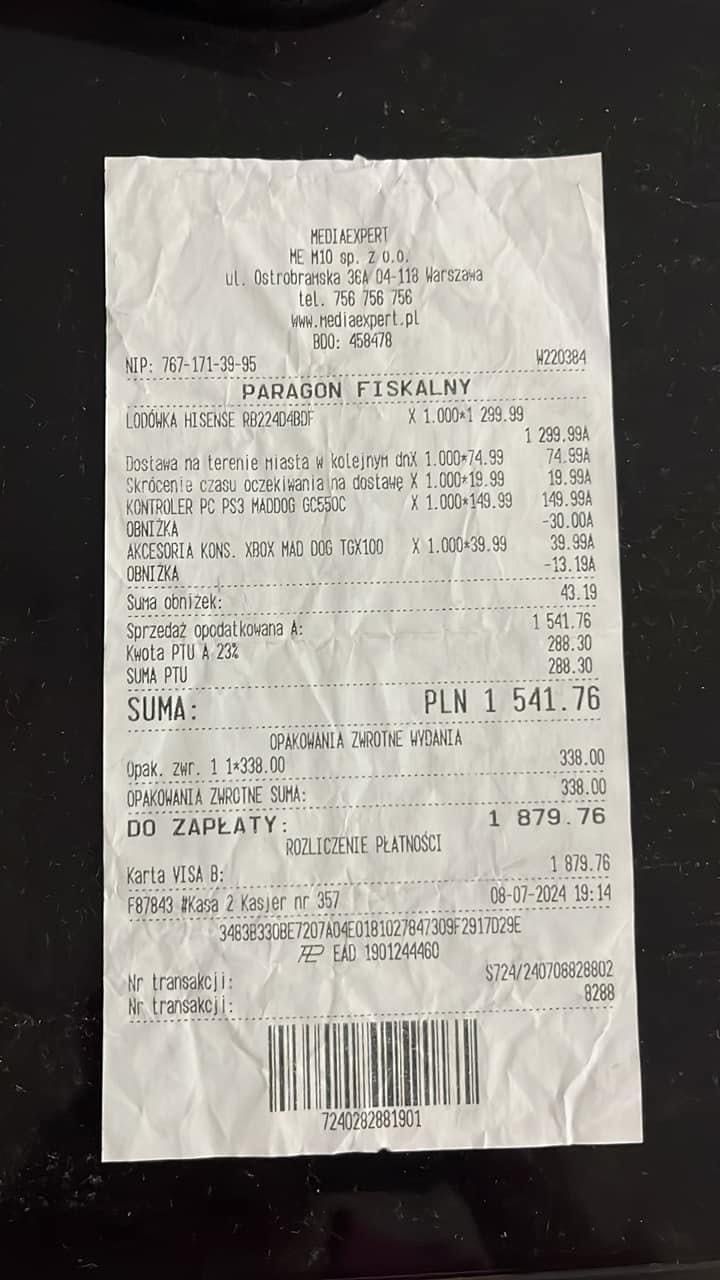 MEDIAEXPERT
ME M10 sp. z o.o.
ul. Ostrobramska 36A 04-118 Warszawa
tel. 756 756 756
www.mediaexpert.pl
BDO: 458478
NIP: 767-171-39-95 W220384
PARAGON FISKALNY
LODÓWKA HISENSE RB224D4BDF X 1.000*1 299.99
1 299.99A
Dostawa na terenie miasta w kolejnym dnX 1.000*74.99 74.99A
Skrócenie czasu oczekiwania na dostawę X 1.000*19.99 19.99A
KONTROLER PC PS3 MADDOG GC550C X 1.000*149.99 149.99A
OBNIŻKA -30.00A
AKCESORIA KONS. XBOX MAD DOG TGX100 X 1.000*39.99 39.99A
OBNIŻKA -13.19A
Suma obniżek: 43.19
Sprzedaż opodatkowana A: 1 541.76
Kwota PTU A 23% 288.30
SUMA PTU 288.30
SUMA: PLN 1 541.76
OPAKOWANIA ZWROTNE WYDANIA
Opak. zwr. 1 1*338.00 338.00
OPAKOWANIA ZWROTNE SUMA: 338.00
DO ZAPŁATY: 1 879.76
ROZLICZENIE PŁATNOŚCI
Karta VISA B: 1 879.76
F87843 #Kasa 2 Kasjer nr 357 08-07-2024 19:14
3483B330BE7207A04E0181027847309F2917D29E
EAD 1901244460
Nr transakcji: S724/240708828802
Nr transakcji: 8288
7240282881901